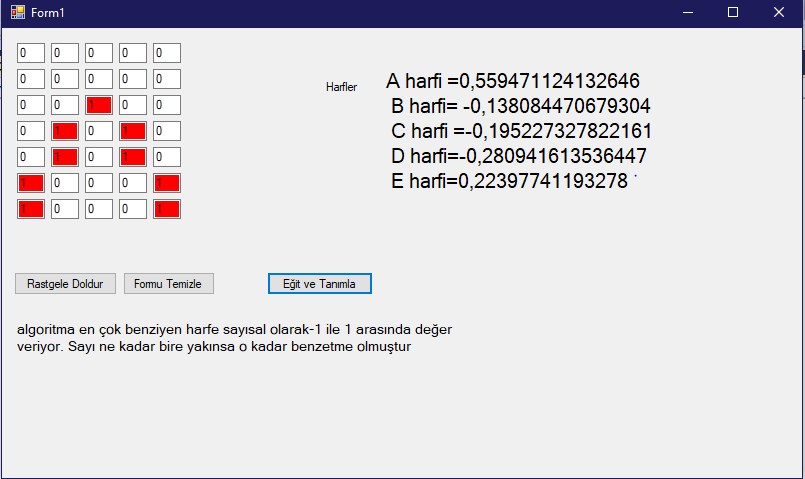 Form1
0 0 0 0 0
0 0 0 0 0
0 0 1 0 0
0 1 0 1 0
0 1 0 1 0
1 0 0 0 1
1 0 0 0 1
Harfler
A harfi =0,559471124132646
B harfi= -0,138084470679304
C harfi =-0,195227327822161
D harfi=-0,280941613536447
E harfi=0,22397741193278
Rastgele Doldur
Formu Temizle
Eğit ve Tanımla
algoritma en çok benziyen harfe sayısal olarak-1 ile 1 arasında değer
veriyor. Sayı ne kadar bire yakınsa o kadar benzetme olmuştur